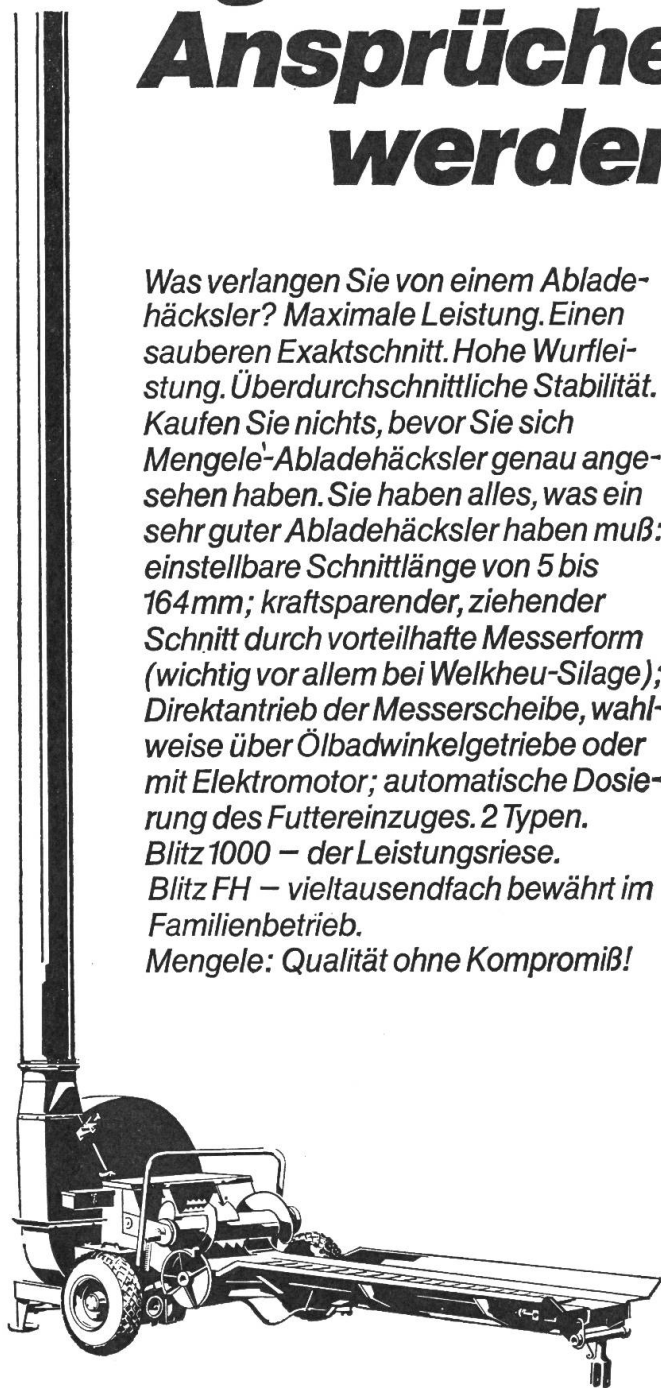 Ansprüche
werden
Was verlangen Sie von einem Ablade-
häcksler? Maximale Leistung. Einen
sauberen Exaktschnitt. Hohe Wurflei-
stung. Überdurchschnittliche Stabilität.
Kaufen Sie nichts, bevor Sie sich
Mengele-Abladehäcksler genau ange-
sehen haben. Sie haben alles, was ein
sehr guter Abladehäcksler haben muß:
einstellbare Schnittlänge von 5 bis
164 mm; kraftsparender, ziehender
Schnitt durch vorteilhafte Messerform
(wichtig vor allem bei Welkheu-Silage);
Direktantrieb der Messerscheibe, wahl-
weise über Ölbadwinkelgetriebe oder
mit Elektromotor; automatische Dosie-
rung des Futtereinzuges. 2 Typen.
Blitz 1000 – der Leistungsriese.
Blitz FH – vieltausendfach bewährt im
Familienbetrieb.
Mengele: Qualität ohne Kompromiß!